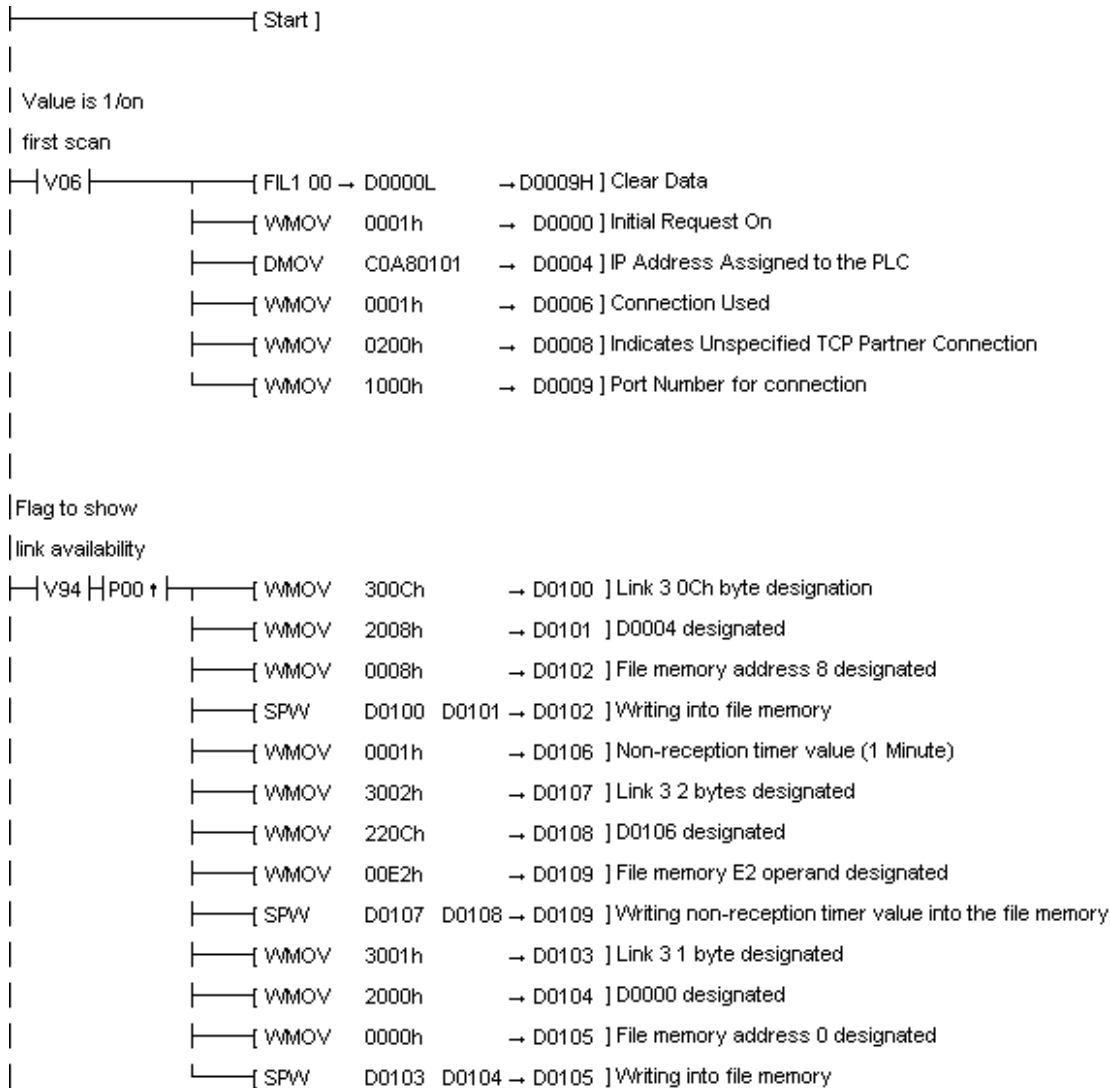 [ Start ]
Value is 1/on
first scan
V06 [ FIL1 00 → D0000L → D0009H ] Clear Data
[ WMOV 0001h → D0000 ] Initial Request On
[ DMOV C0A80101 → D0004 ] IP Address Assigned to the PLC
[ WMOV 0001h → D0006 ] Connection Used
[ WMOV 0200h → D0008 ] Indicates Unspecified TCP Partner Connection
[ WMOV 1000h → D0009 ] Port Number for connection
Flag to show
link availability
V94 P00 ↑ [ WMOV 300Ch → D0100 ] Link 3 0Ch byte designation
[ WMOV 2008h → D0101 ] D0004 designated
[ WMOV 0008h → D0102 ] File memory address 8 designated
[ SPW D0100 D0101 → D0102 ] Writing into file memory
[ WMOV 0001h → D0106 ] Non-reception timer value (1 Minute)
[ WMOV 3002h → D0107 ] Link 3 2 bytes designated
[ WMOV 220Ch → D0108 ] D0106 designated
[ WMOV 00E2h → D0109 ] File memory E2 operand designated
[ SPW D0107 D0108 → D0109 ] Writing non-reception timer value into the file memory
[ WMOV 3001h → D0103 ] Link 3 1 byte designated
[ WMOV 2000h → D0104 ] D0000 designated
[ WMOV 0000h → D0105 ] File memory address 0 designated
[ SPW D0103 D0104 → D0105 ] Writing into file memory